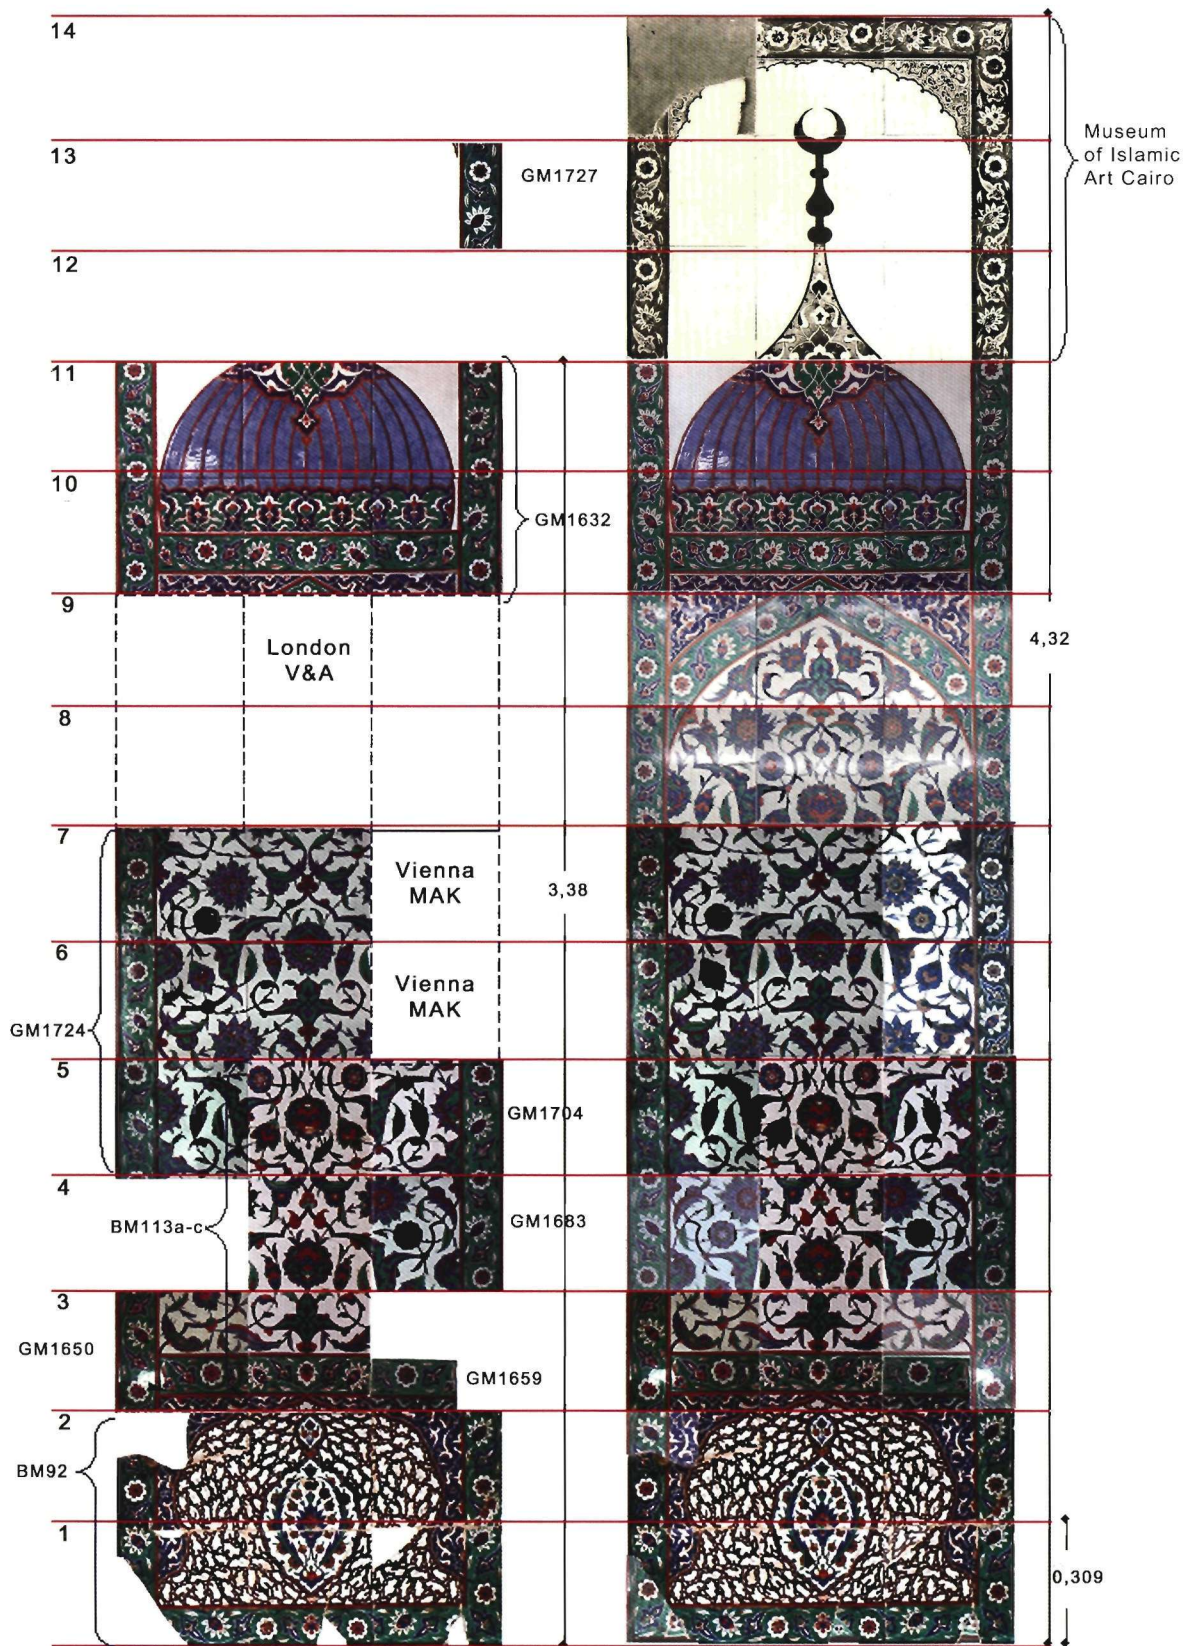 14
Museum
of Islamic
Art Cairo
13
GM1727
12
11
10
GM1632
9
London
V&A
4,32
8
7
Vienna
MAK
3,38
6
Vienna
MAK
GM1724
5
GM1704
4
BM113a-c
GM1683
3
GM1650
GM1659
2
BM92
1
0,309